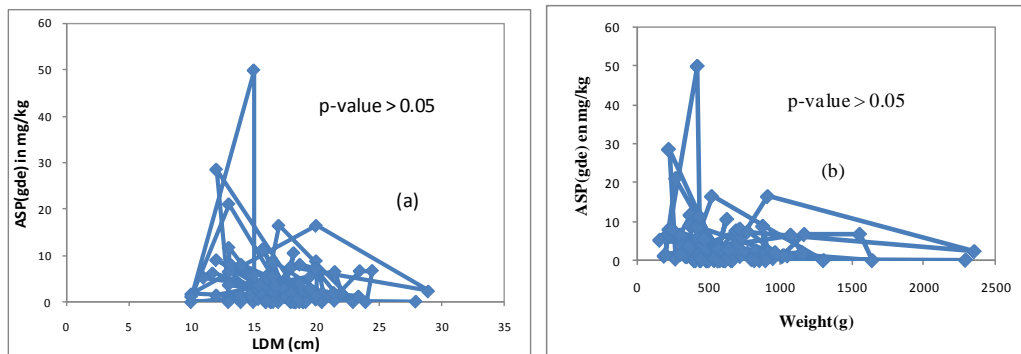 60
50
40
30
20
10
0
ASP(gde) in mg/kg
p-value > 0.05
(a)
0 5 10 15 20 25 30 35
LDM (cm)
60
50
40
30
20
10
0
ASP(gde) en mg/kg
p-value > 0.05
(b)
0 500 1000 1500 2000 2500
Weight(g)